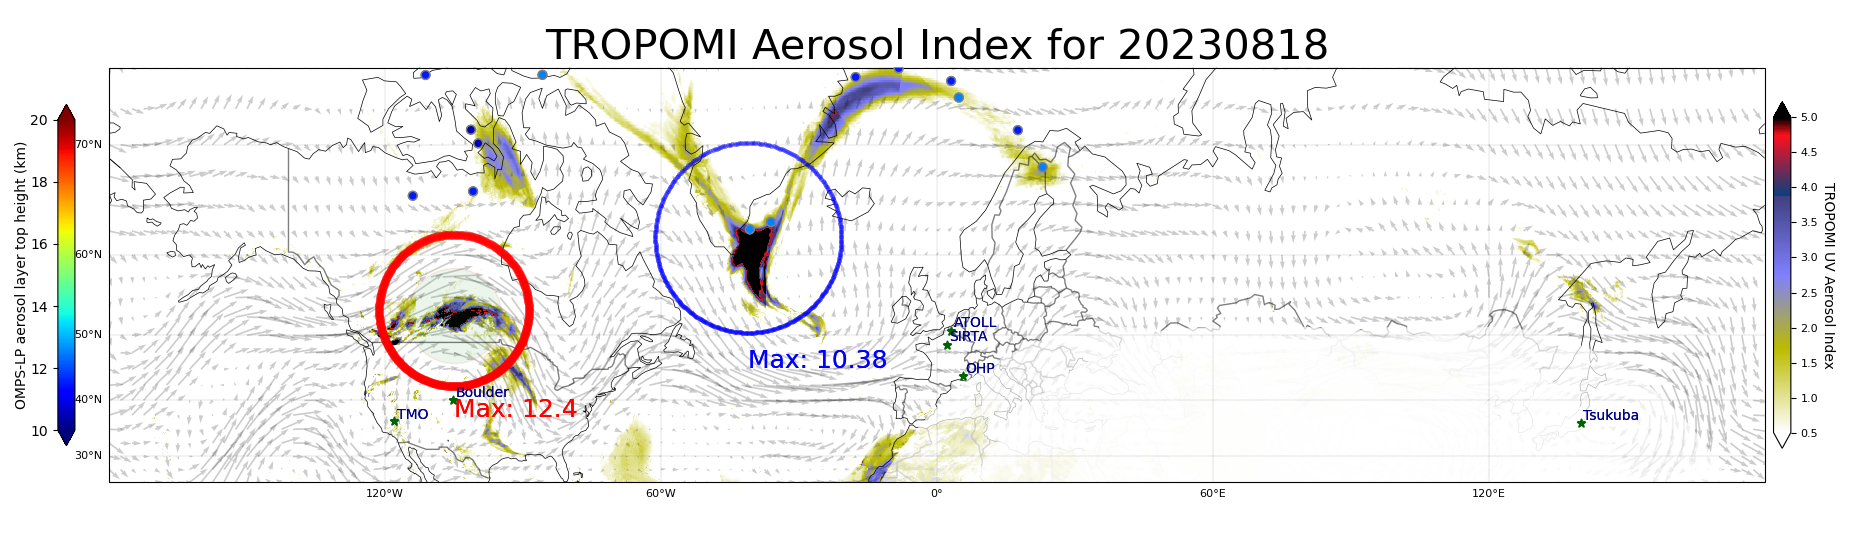 TROPOMI Aerosol Index for 20230818
OMPS-LP aerosol layer top height (km)
20
18
16
14
12
10
70°N
60°N
50°N
40°N
30°N
120°W
60°W
0°
60°E
120°E
ATOLL
SIRTA
OHP
Boulder
TMO
Tsukuba
Max: 10.38
Max: 12.4
5.0
4.5
4.0
3.5
3.0
2.5
2.0
1.5
1.0
0.5
TROPOMI UV Aerosol Index